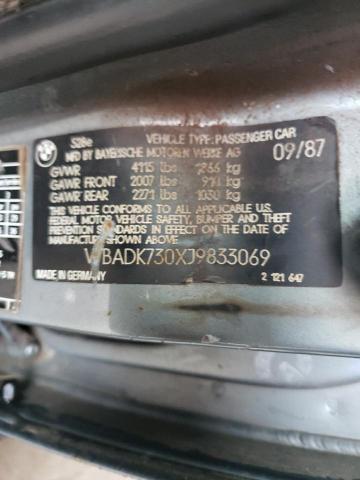 BMW
528e VEHICLE TYPE: PASSENGER CAR
MFD BY BAYERISCHE MOTOREN WERKE AG 09/87
GVWR 4115 lbs kg
GAWR FRONT 2007 lbs 910 kg
GAWR REAR 2271 lbs 1030 kg
THIS VEHICLE CONFORMS TO ALL APPLICABLE
FEDERAL MOTOR VEHICLE SAFETY, BUMPER AND THEFT
PREVENTION STANDARDS IN EFFECT ON THE DATE OF
MANUFACTURE SHOWN ABOVE
WBADK730XJ9833069
MADE IN GERMANY 2 121 647